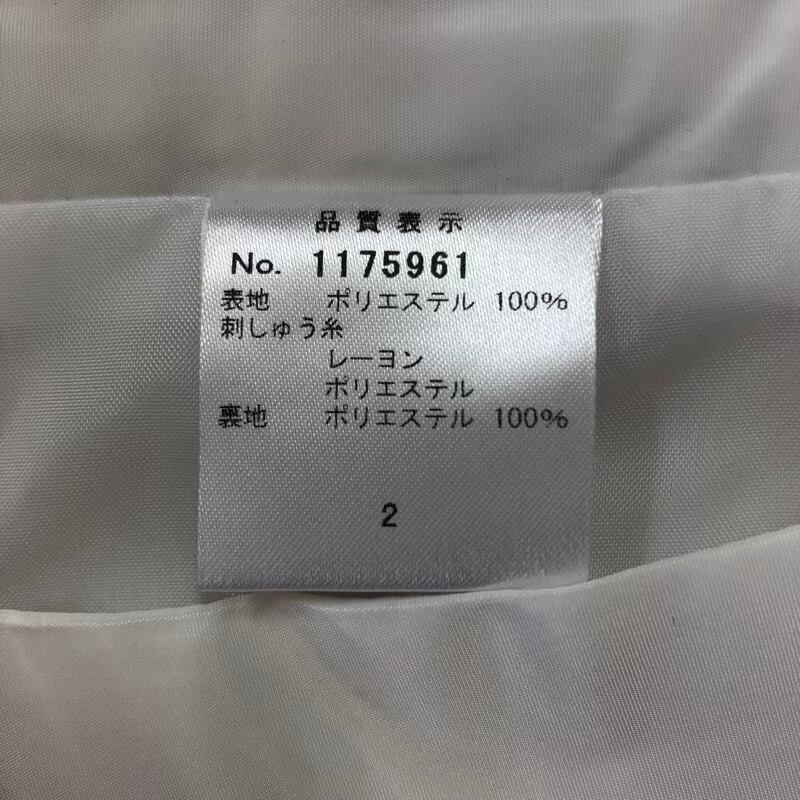 品質表示
No. 1175961
表地 ポリエステル 100%
刺しゅう糸
レーヨン
ポリエステル
裏地 ポリエステル 100%
2